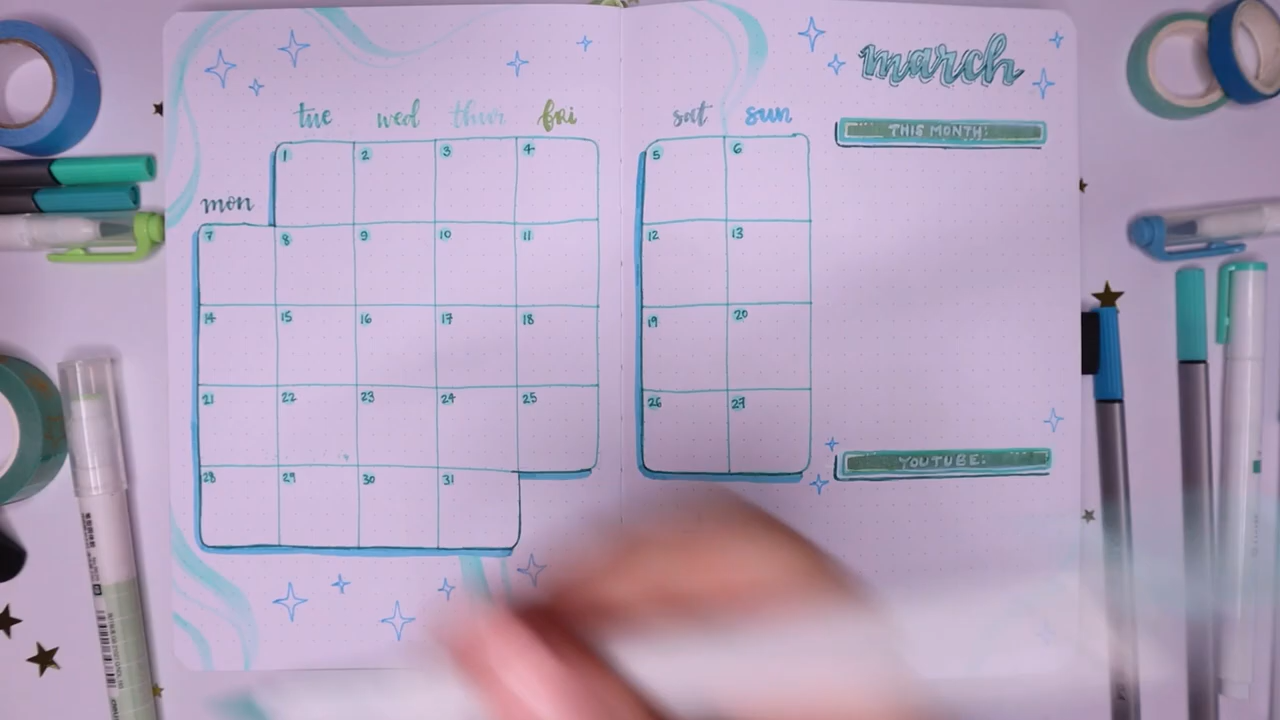 march
tue wed thur fri sat sun
THIS MONTH:
1 2 3 4 5 6
mon
7 8 9 10 11 12 13
14 15 16 17 18 19 20
21 22 23 24 25 26 27
28 29 30 31
YOUTUBE: